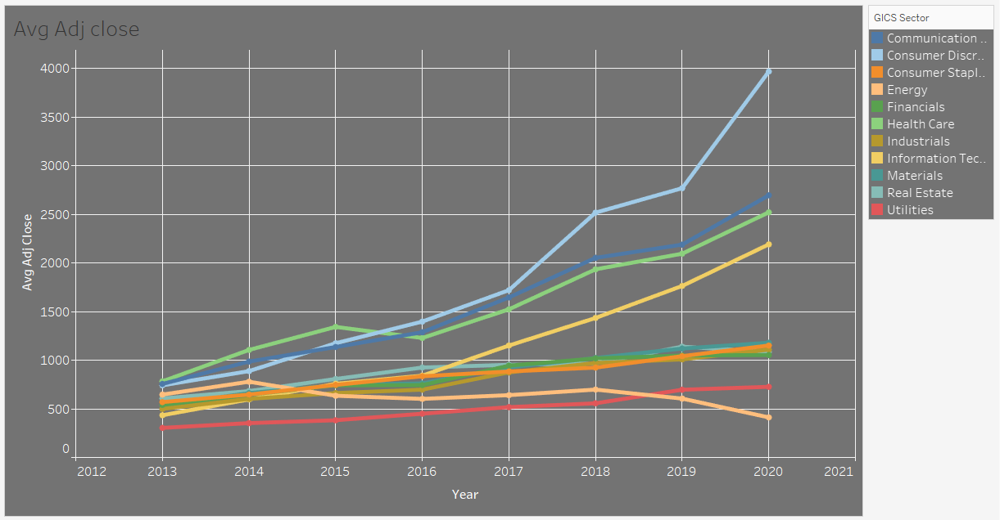 Avg Adj close
4000
3500
3000
2500
2000
1500
1000
500
0
Avg Adj Close
2012 2013 2014 2015 2016 2017 2018 2019 2020 2021
Year
GICS Sector
Communication ..
Consumer Discr..
Consumer Stapl..
Energy
Financials
Health Care
Industrials
Information Tec..
Materials
Real Estate
Utilities